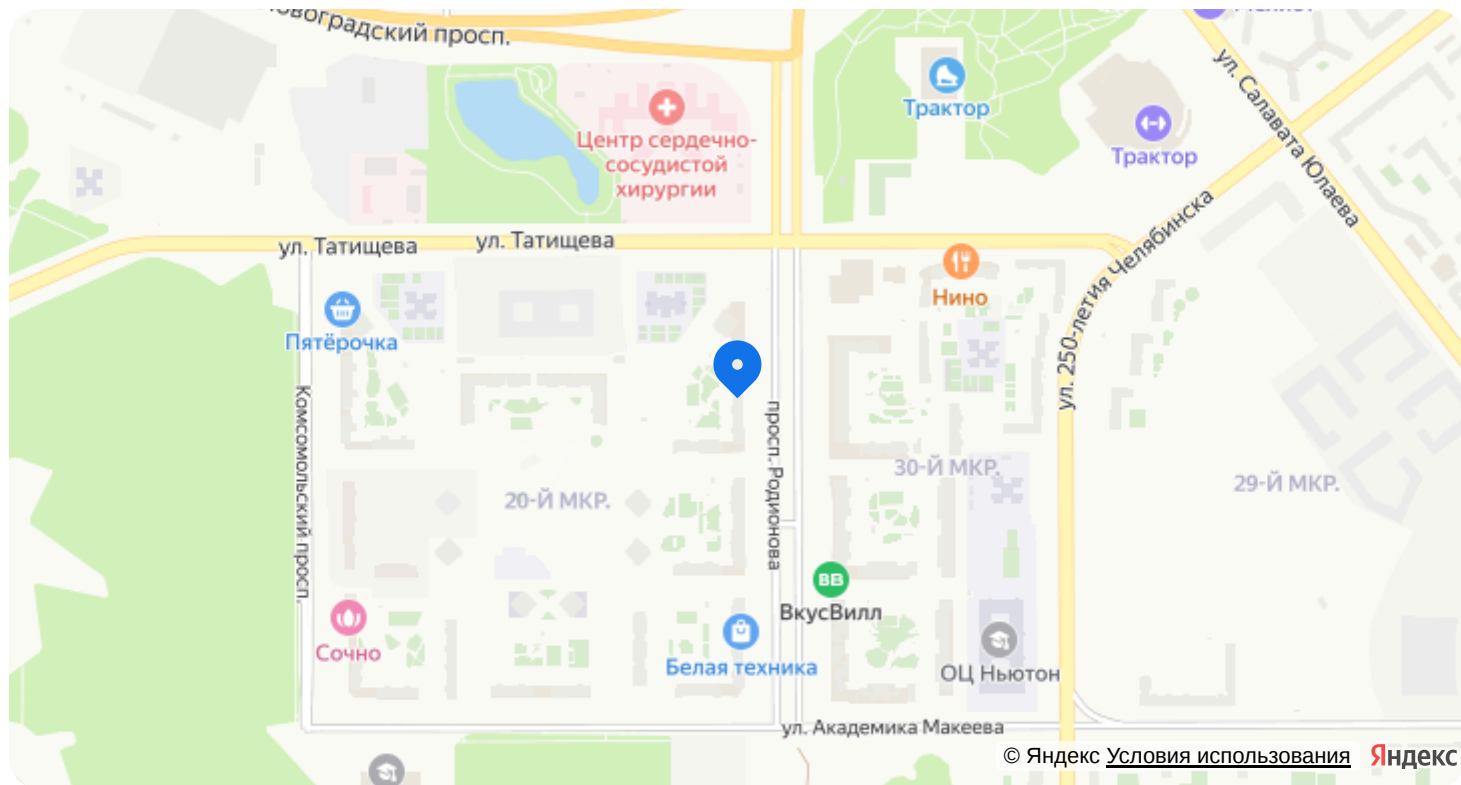 просп.
Трактор
Центр сердечно-
сосудистой
хирургии
Трактор
ул. Салавата Юлаева
ул. Татищева
ул. Татищева
ул. 250-летия Челябинска
Нино
Пятёрочка
Комсомольский просп.
просп. Родионова
30-Й МКР.
29-Й МКР.
20-Й МКР.
ВВ
ВкусВилл
Сочно
Белая техника
ОЦ Ньютон
ул. Академика Макеева
© Яндекс Условия использования
Яндекс